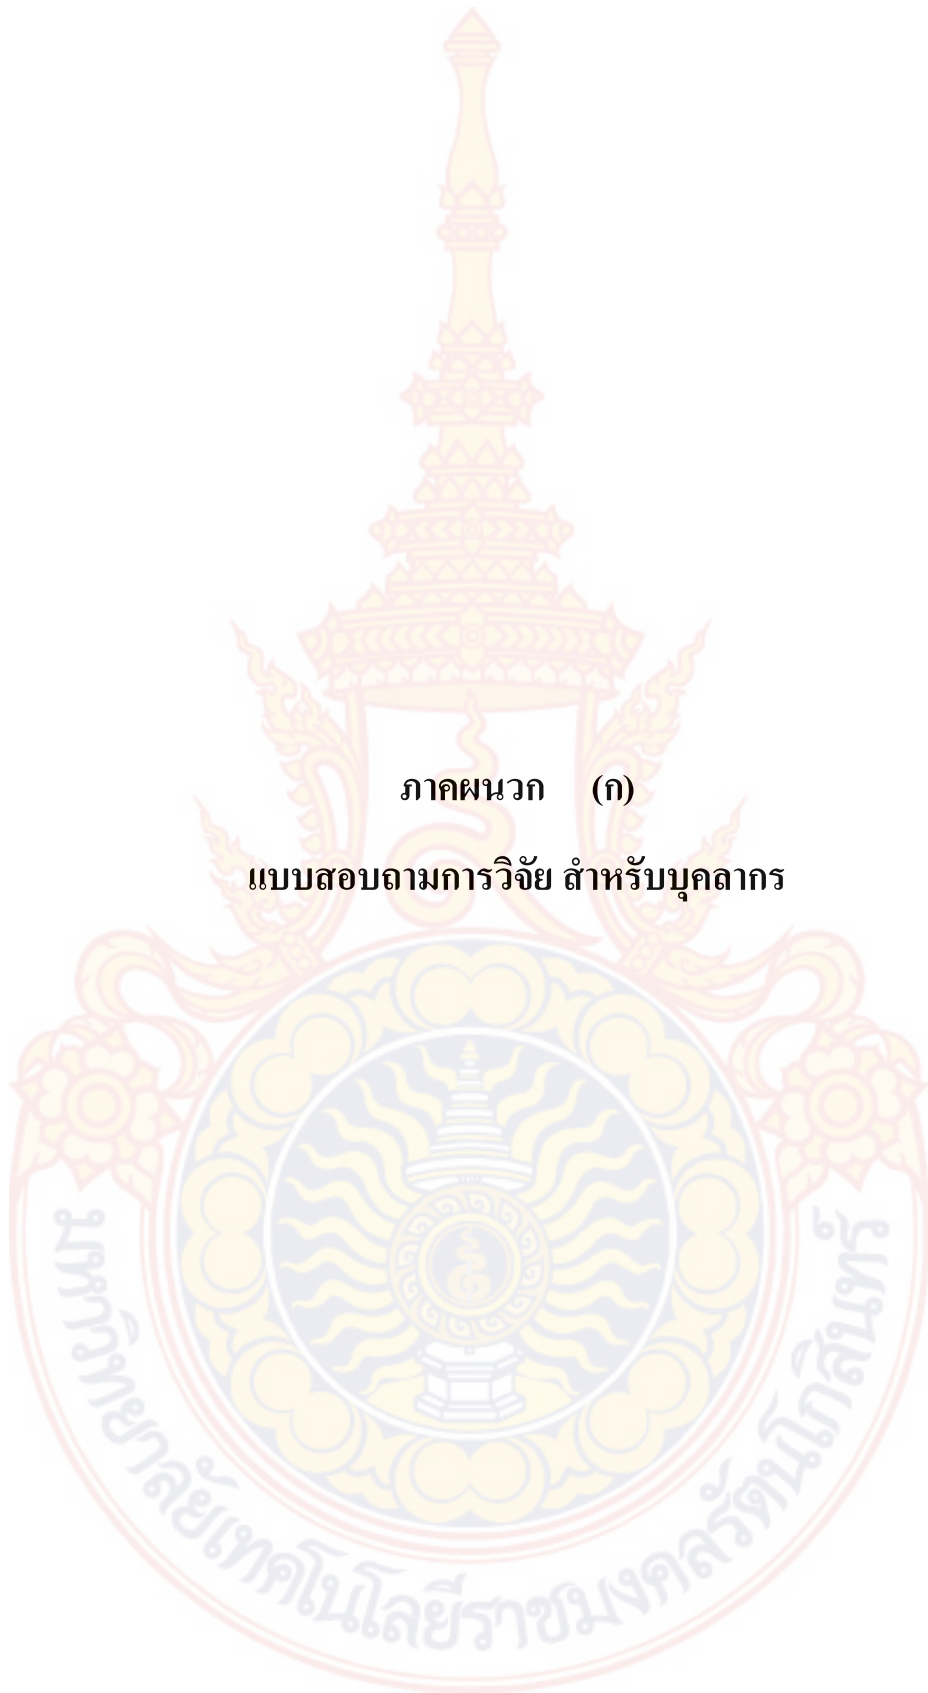 ภาคผนวก (ก)
แบบสอบถามการวิจัย สำหรับบุคลากร
มหาวิทยาลัยเทคโนโลยีราชมงคลรัตนโกสินทร์